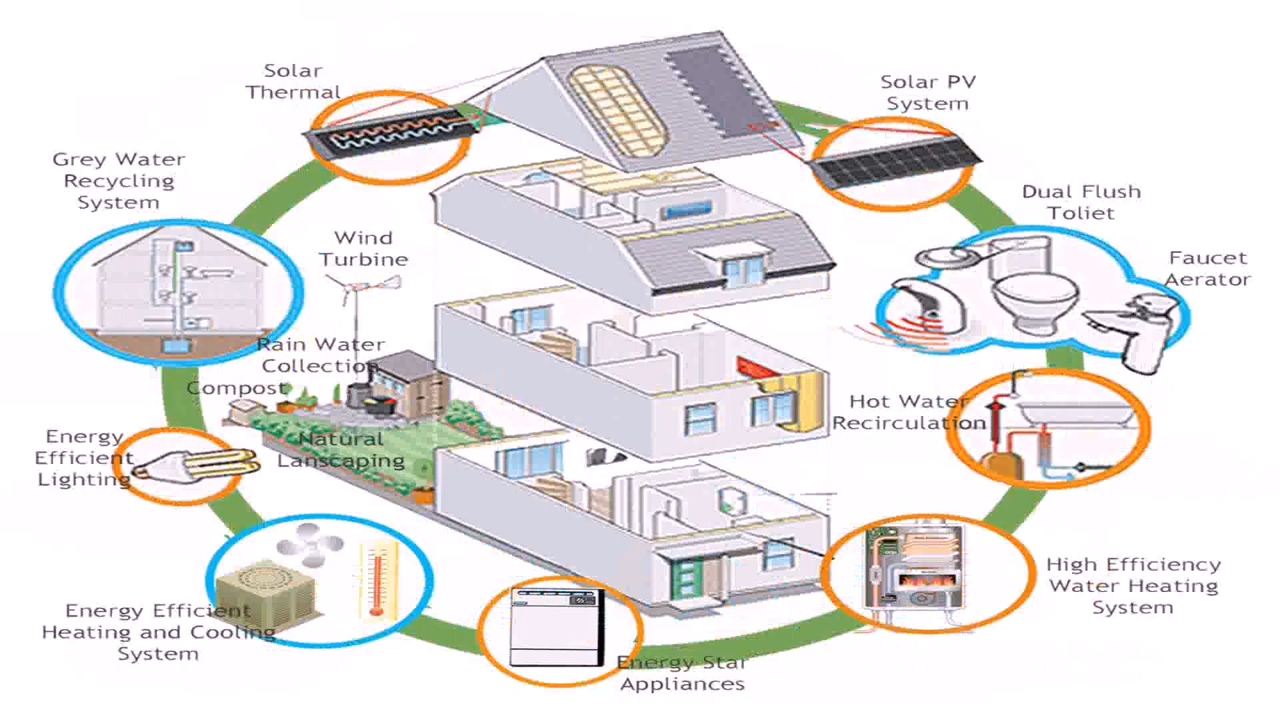 Solar
Thermal
Solar PV
System
Grey Water
Recycling
System
Dual Flush
Toliet
Faucet
Aerator
Wind
Turbine
Rain Water
Collection
Compost
Natural
Lanscaping
Hot Water
Recirculation
Energy
Efficient
Lighting
High Efficiency
Water Heating
System
Energy Efficient
Heating and Cooling
System
Energy Star
Appliances